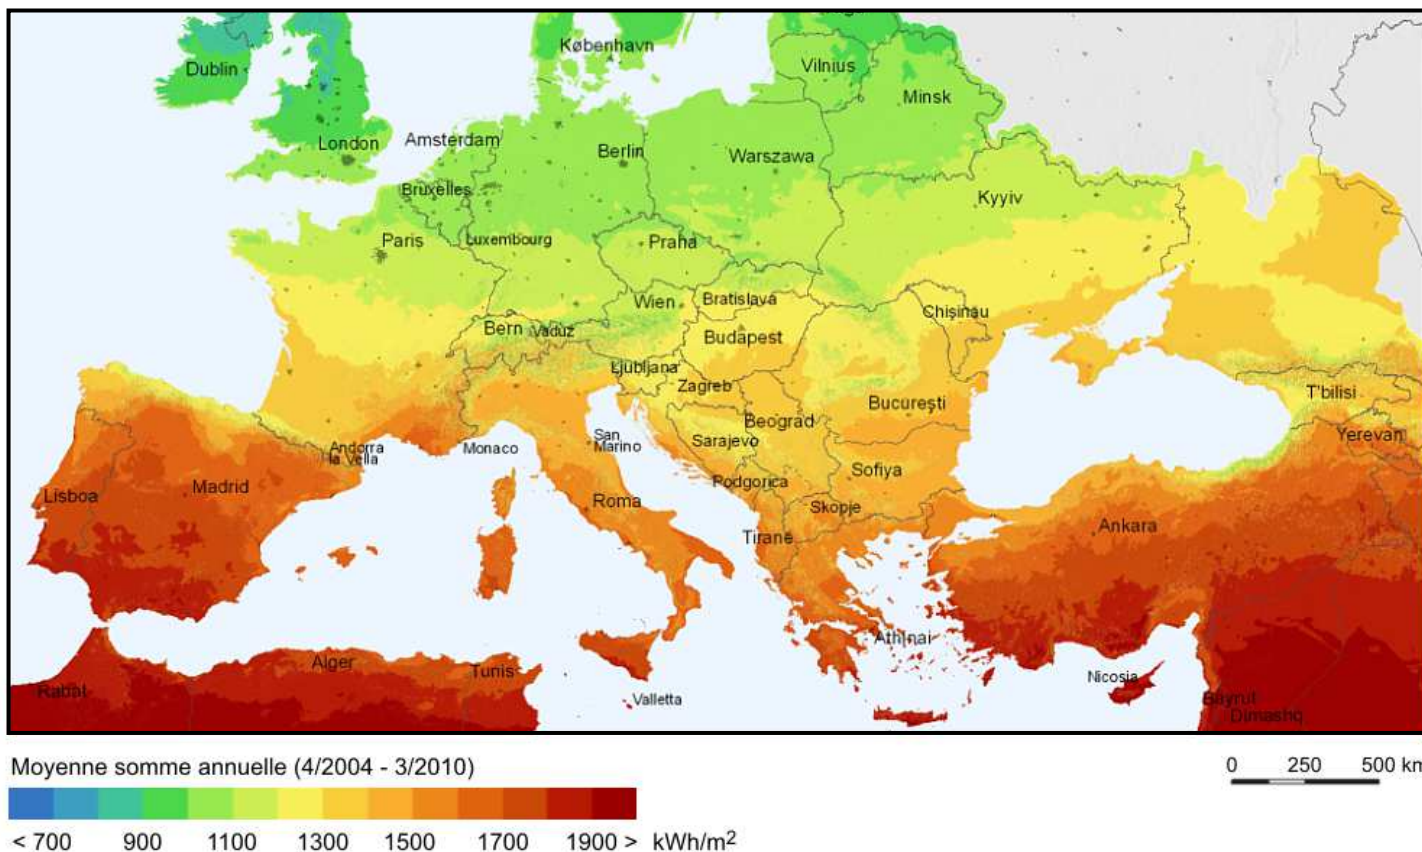 København
Dublin
Vilnius
Minsk
London
Amsterdam
Berlin
Warszawa
Bruxelles
Kyyiv
Paris
Luxembourg
Praha
Wien
Bratislava
Chişinău
Bern
Vaduz
Budapest
Ljubljana
Zagreb
T'bilisi
Bucureşti
Beograd
San
Marino
Sarajevo
Yerevan
Andorra
la Vella
Monaco
Sofiya
Podgorica
Madrid
Lisboa
Roma
Skopje
Ankara
Tirane
Athínai
Alger
Tunis
Nicosia
Rabat
Valletta
Bayrut
Dimashq
Moyenne somme annuelle (4/2004 - 3/2010)
0 250 500 km
< 700 900 1100 1300 1500 1700 1900 > kWh/m²